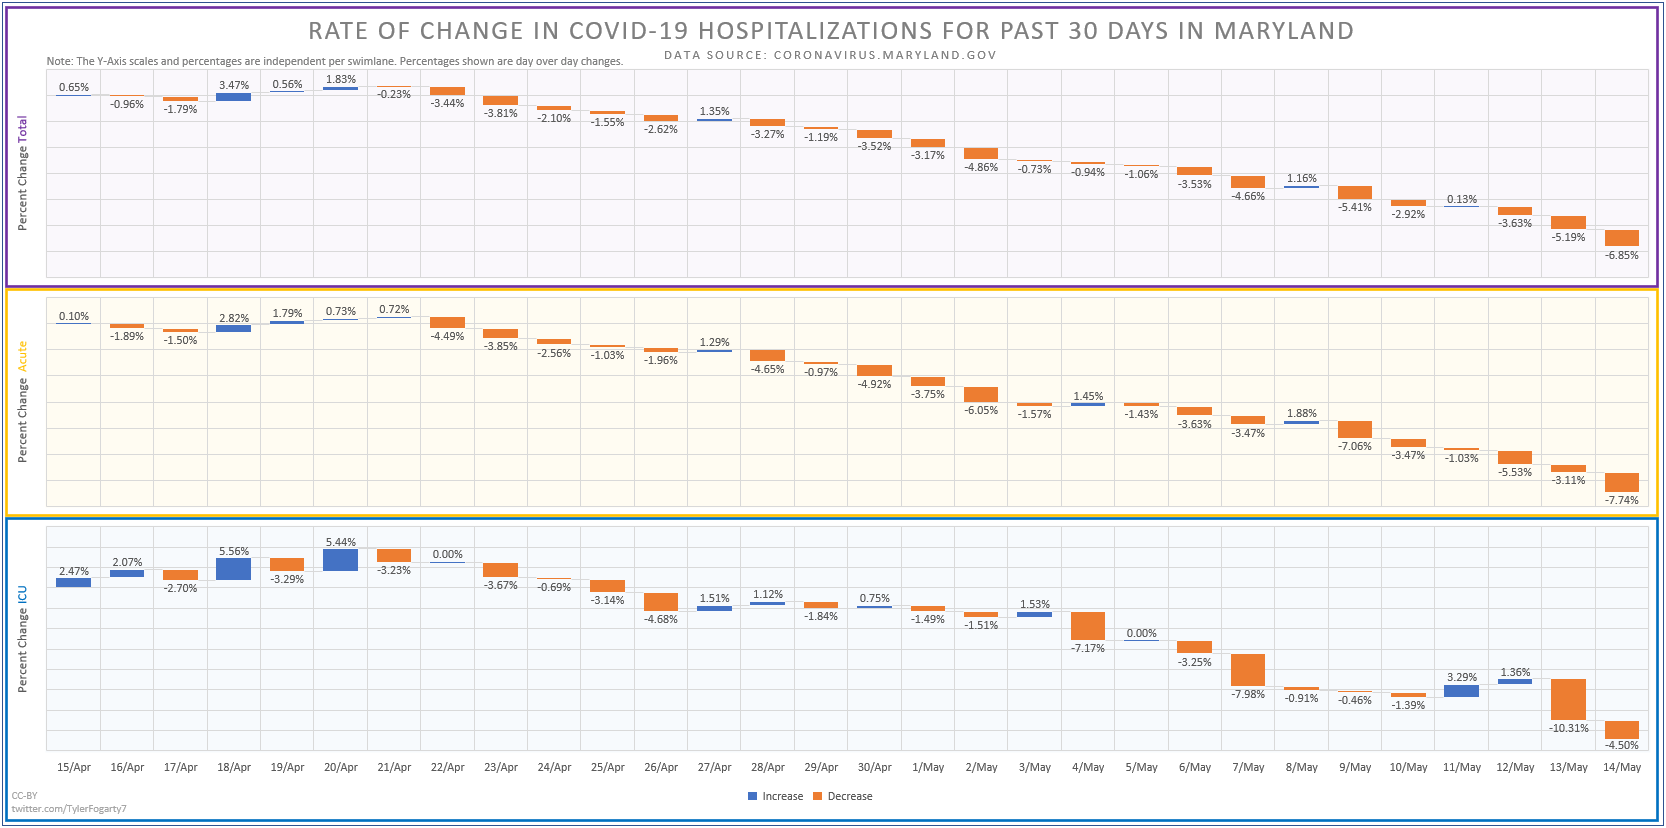 RATE OF CHANGE IN COVID-19 HOSPITALIZATIONS FOR PAST 30 DAYS IN MARYLAND
DATA SOURCE: CORONAVIRUS.MARYLAND.GOV
Note: The Y-Axis scales and percentages are independent per swimlane. Percentages shown are day over day changes.
Percent Change Total
0.65% -0.96% -1.79% 3.47% 0.56% 1.83% -0.23% -3.44% -3.81% -2.10% -1.55% -2.62% 1.35% -3.27% -1.19% -3.52% -3.17% -4.86% -0.73% -0.94% -1.06% -3.53% -4.66% 1.16% -5.41% -2.92% 0.13% -3.63% -5.19% -6.85%
Percent Change Acute
0.10% -1.89% -1.50% 2.82% 1.79% 0.73% 0.72% -4.49% -3.85% -2.56% -1.03% -1.96% 1.29% -4.65% -0.97% -4.92% -3.75% -6.05% -1.57% 1.45% -1.43% -3.63% -3.47% 1.88% -7.06% -3.47% -1.03% -5.53% -3.11% -7.74%
Percent Change ICU
2.47% 2.07% -2.70% 5.56% -3.29% 5.44% -3.23% 0.00% -3.67% -0.69% -3.14% -4.68% 1.51% 1.12% -1.84% 0.75% -1.49% -1.51% 1.53% -7.17% 0.00% -3.25% -7.98% -0.91% -0.46% -1.39% 3.29% 1.36% -10.31% -4.50%
15/Apr 16/Apr 17/Apr 18/Apr 19/Apr 20/Apr 21/Apr 22/Apr 23/Apr 24/Apr 25/Apr 26/Apr 27/Apr 28/Apr 29/Apr 30/Apr 1/May 2/May 3/May 4/May 5/May 6/May 7/May 8/May 9/May 10/May 11/May 12/May 13/May 14/May
Increase Decrease
CC-BY
twitter.com/TylerFogarty7